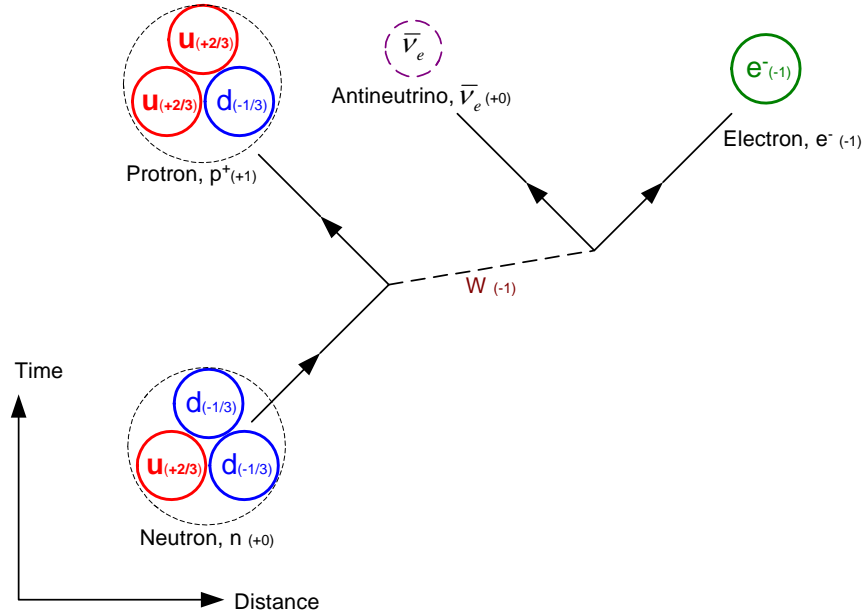 u(+2/3)
u(+2/3) d(-1/3)
Protron, p⁺(+1)
ν̅ₑ
Antineutrino, ν̅ₑ (+0)
e⁻(-1)
Electron, e⁻ (-1)
W (-1)
Time
d(-1/3)
u(+2/3) d(-1/3)
Neutron, n (+0)
Distance